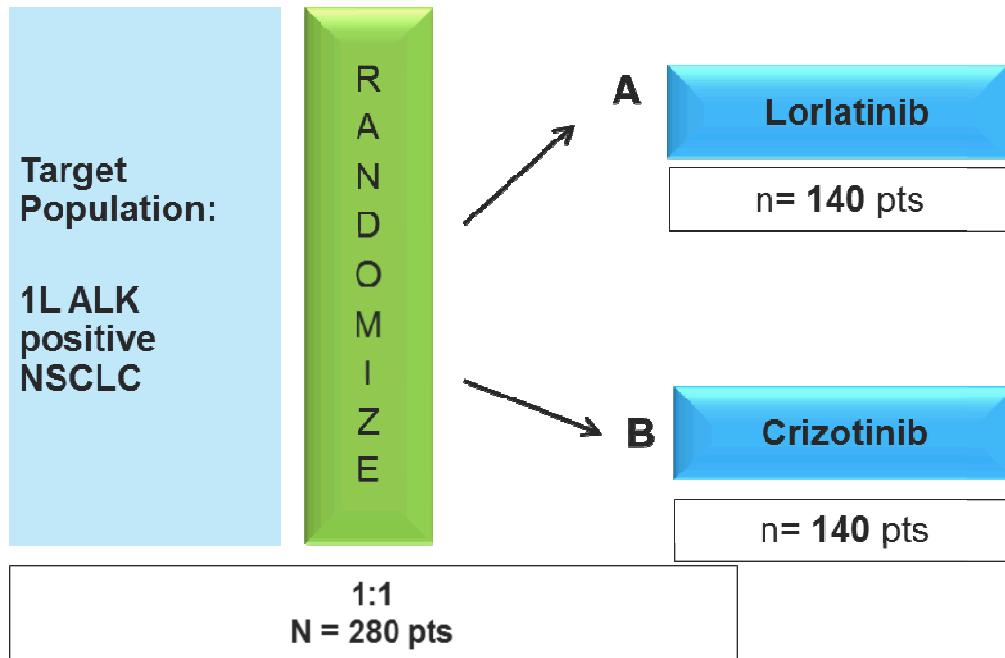 Target
Population:
1L ALK
positive
NSCLC
R
A
N
D
O
M
I
Z
E
A
Lorlatinib
n= 140 pts
B
Crizotinib
n= 140 pts
1:1
N = 280 pts